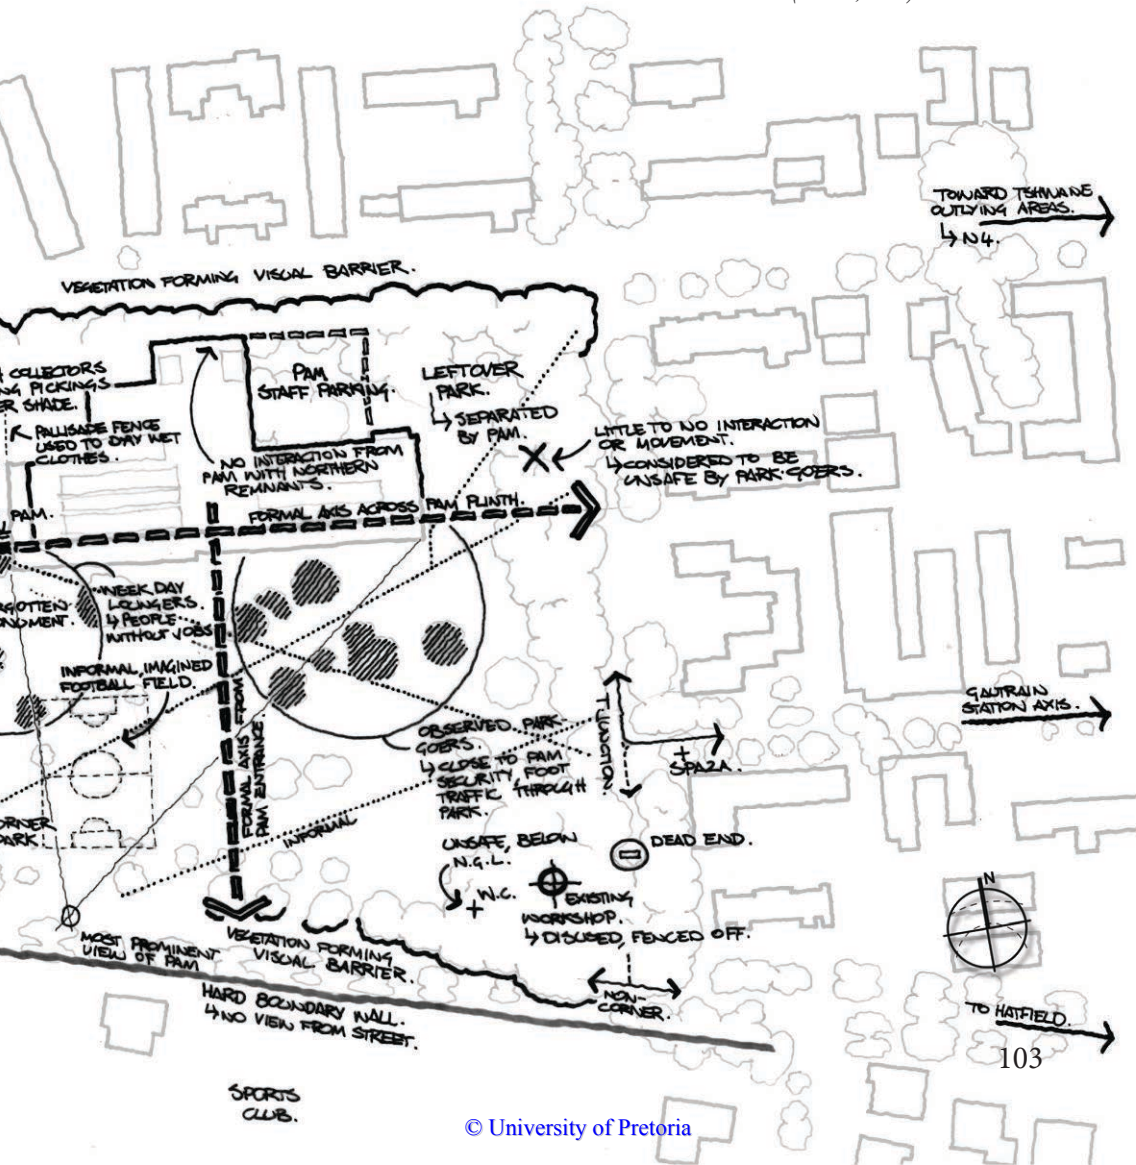 TOWARD TSHWANE
OUTLYING AREAS.
↳ N4.
VEGETATION FORMING VISUAL BARRIER.
COLLECTORS
PICKINGS
SHADE.
PALLISADE FENCE
USED TO DAY WET
CLOTHES.
PAM
STAFF PARKING.
LEFTOVER
PARK.
↳ SEPARATED
BY PAM.
LITTLE TO NO INTERACTION
OR MOVEMENT.
↳ CONSIDERED TO BE
UNSAFE BY PARK-GOERS.
NO INTERACTION FROM
PAM WITH NORTHERN
REMNANTS.
PAM.
FORMAL AXIS ACROSS PAM PLINTH.
WEEK DAY
LOUNGERS.
↳ PEOPLE
WITHOUT JOBS
INFORMAL, IMAGINED
FOOTBALL FIELD.
FORMAL AXIS FROM
PAM ENTRANCE
OBSERVED PARK-
GOERS.
↳ CLOSE TO PAM
SECURITY, FOOT
TRAFFIC THROUGH
PARK.
T-JUNCTION.
+
SPAZA.
GAUTRAIN
STATION AXIS.
INFORMAL
UNSAFE, BELOW
N.G.L.
+ W.C.
DEAD END.
EXISTING
WORKSHOP.
↳ DISUSED, FENCED OFF.
N
MOST PROMINENT
VIEW OF PAM
VEGETATION FORMING
VISUAL BARRIER.
NON-
CORNER.
HARD BOUNDARY WALL.
↳ NO VIEW FROM STREET.
TO HATFIELD.
103
SPORTS
CLUB.
© University of Pretoria